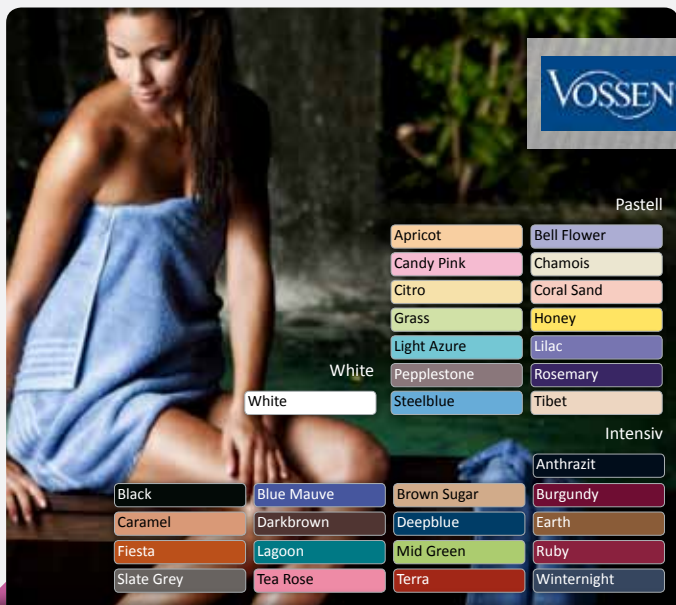 VOSSEN
Pastell
Apricot Bell Flower
Candy Pink Chamois
Citro Coral Sand
Grass Honey
Light Azure Lilac
White
Pepplestone Rosemary
White Steelblue Tibet
Intensiv
Anthrazit
Black Blue Mauve Brown Sugar Burgundy
Caramel Darkbrown Deepblue Earth
Fiesta Lagoon Mid Green Ruby
Slate Grey Tea Rose Terra Winternight